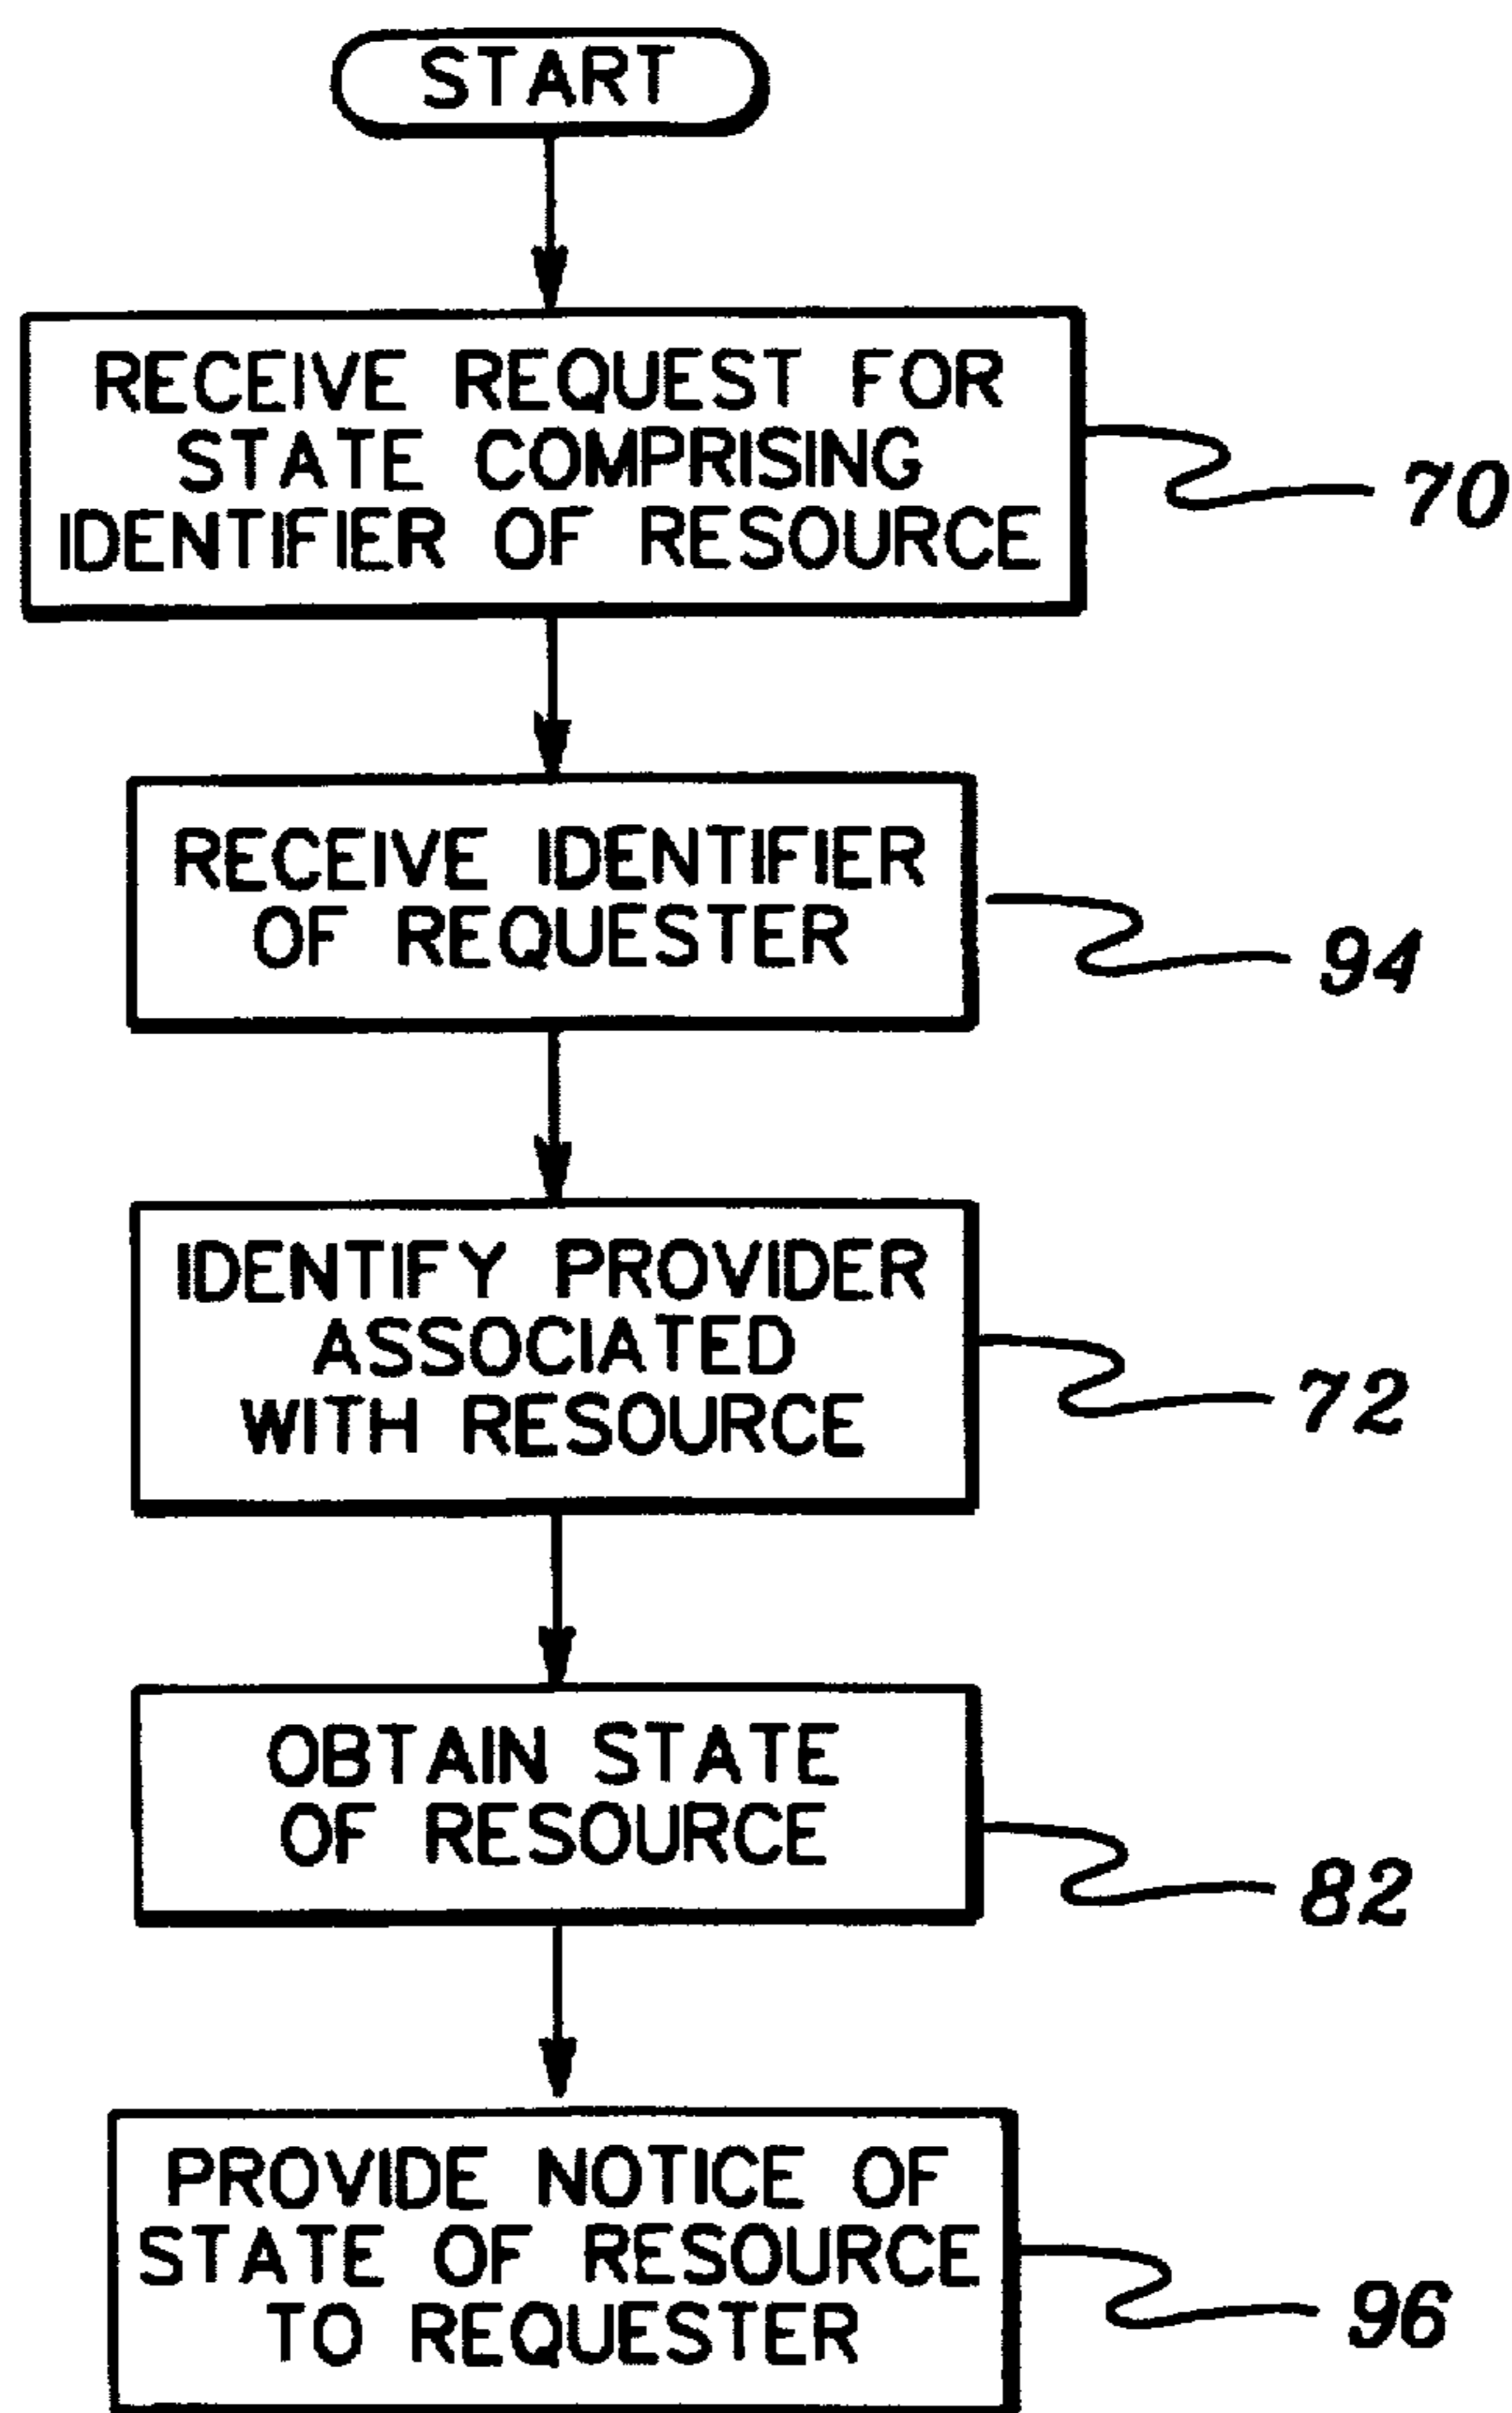 START
RECEIVE REQUEST FOR
STATE COMPRISING
IDENTIFIER OF RESOURCE
70
RECEIVE IDENTIFIER
OF REQUESTER
94
IDENTIFY PROVIDER
ASSOCIATED
WITH RESOURCE
72
OBTAIN STATE
OF RESOURCE
82
PROVIDE NOTICE OF
STATE OF RESOURCE
TO REQUESTER
96